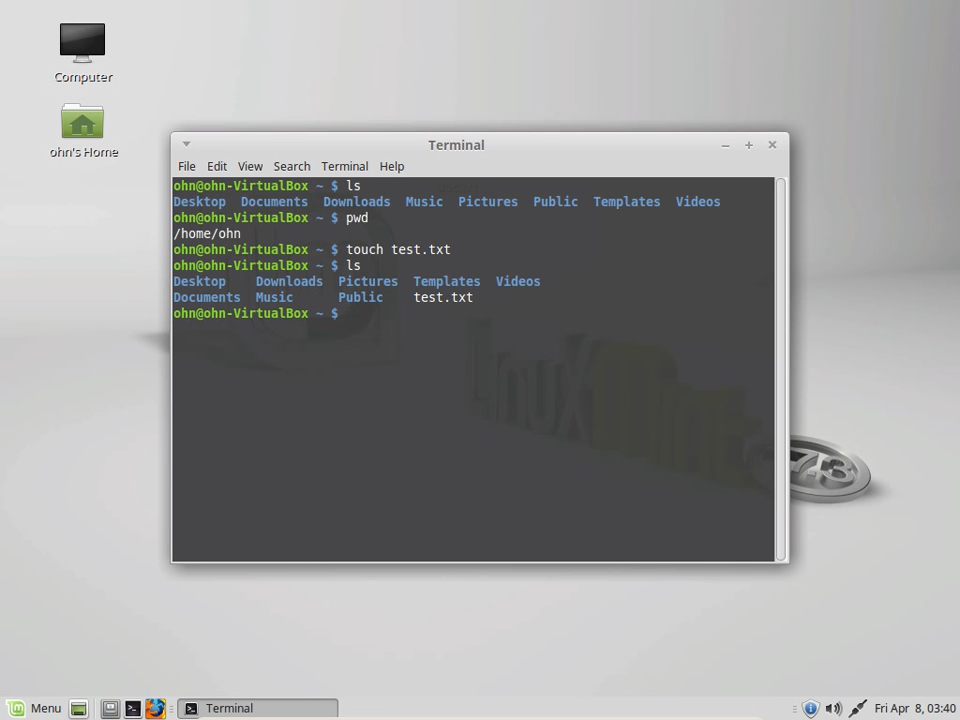 Computer
ohn's Home
Terminal
File Edit View Search Terminal Help
ohn@ohn-VirtualBox ~ $ ls
Desktop Documents Downloads Music Pictures Public Templates Videos
ohn@ohn-VirtualBox ~ $ pwd
/home/ohn
ohn@ohn-VirtualBox ~ $ touch test.txt
ohn@ohn-VirtualBox ~ $ ls
Desktop Downloads Pictures Templates Videos
Documents Music Public test.txt
ohn@ohn-VirtualBox ~ $
LinuxMint
17.3
Menu Terminal Fri Apr 8, 03:40